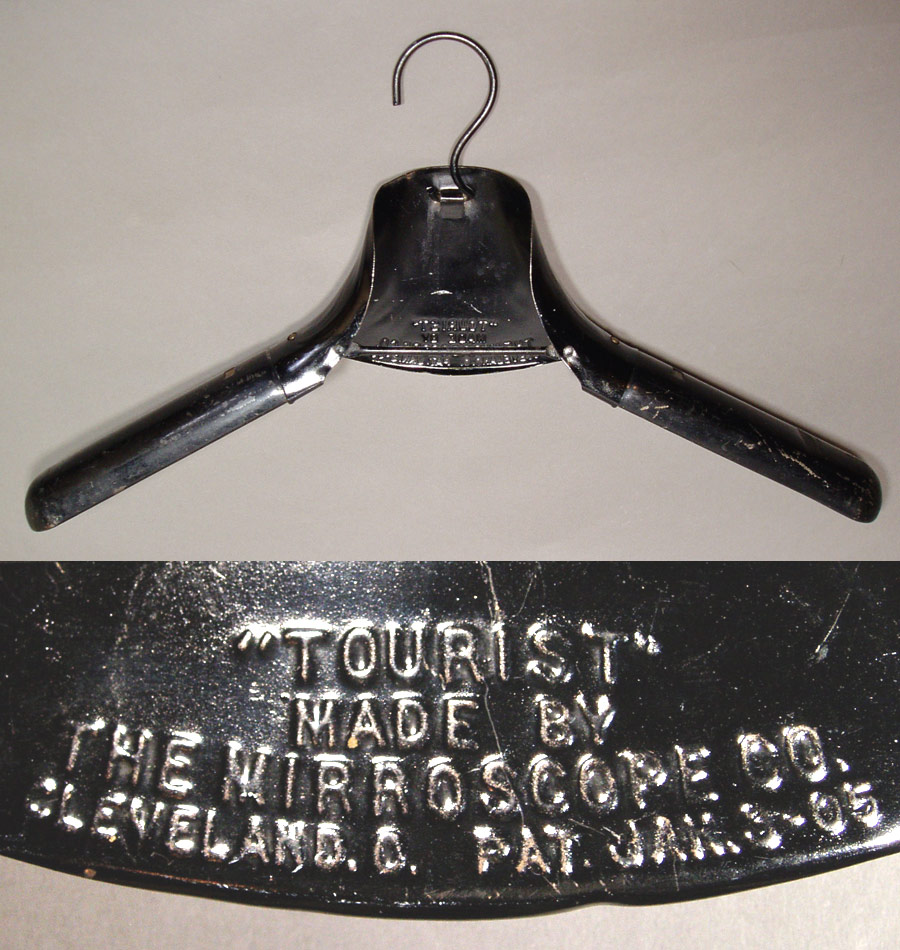 "TOURIST"
MADE BY
THE MIRROSCOPE CO.
CLEVELAND. O. PAT. JAN. 3-05